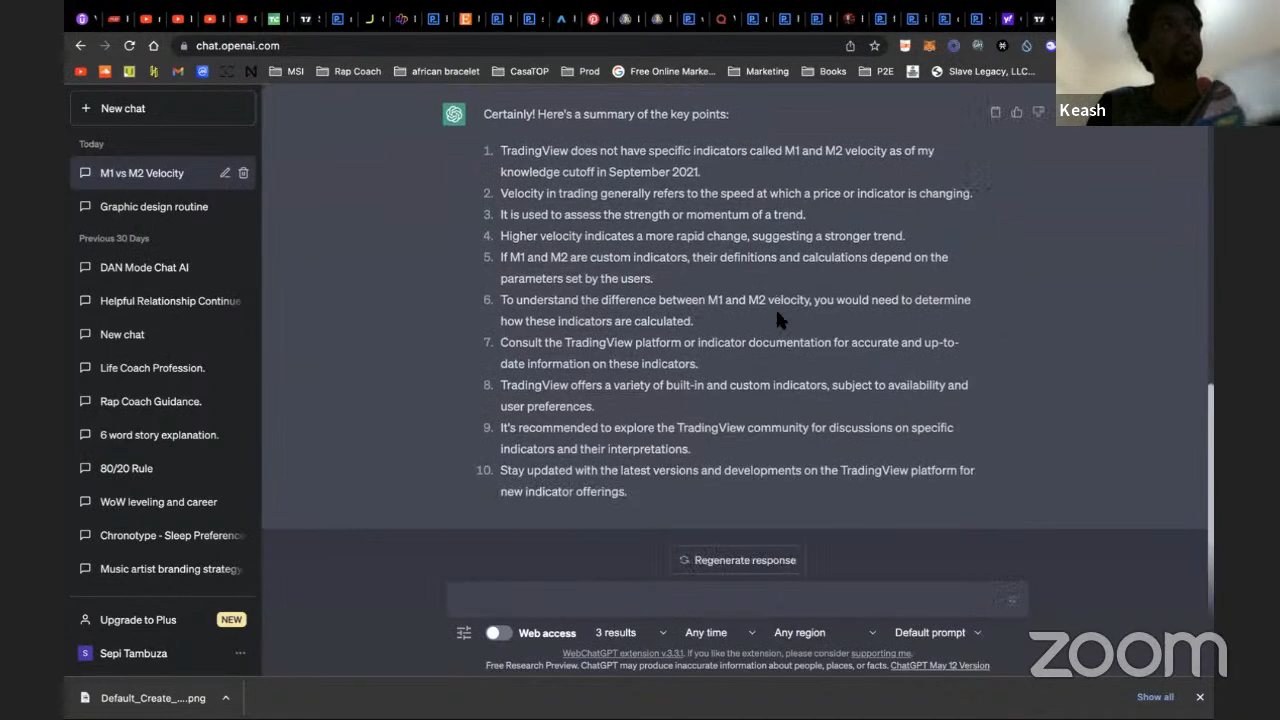 chat.openai.com
MSI
Rap Coach
african bracelet
CasaTOP
Prod
Free Online Marke...
Marketing
Books
P2E
Slave Legacy, LLC...
Keash
New chat
Today
M1 vs M2 Velocity
Graphic design routine
Previous 30 Days
DAN Mode Chat AI
Helpful Relationship Continue
New chat
Life Coach Profession.
Rap Coach Guidance.
6 word story explanation.
80/20 Rule
WoW leveling and career
Chronotype - Sleep Preference
Music artist branding strategy
Upgrade to Plus
NEW
S
Sepi Tambuza
Certainly! Here's a summary of the key points:
1. TradingView does not have specific indicators called M1 and M2 velocity as of my
knowledge cutoff in September 2021.
2. Velocity in trading generally refers to the speed at which a price or indicator is changing.
3. It is used to assess the strength or momentum of a trend.
4. Higher velocity indicates a more rapid change, suggesting a stronger trend.
5. If M1 and M2 are custom indicators, their definitions and calculations depend on the
parameters set by the users.
6. To understand the difference between M1 and M2 velocity, you would need to determine
how these indicators are calculated.
7. Consult the TradingView platform or indicator documentation for accurate and up-to-
date information on these indicators.
8. TradingView offers a variety of built-in and custom indicators, subject to availability and
user preferences.
9. It's recommended to explore the TradingView community for discussions on specific
indicators and their interpretations.
10. Stay updated with the latest versions and developments on the TradingView platform for
new indicator offerings.
Regenerate response
Web access
3 results
Any time
Any region
Default prompt
WebChatGPT extension v.3.3.1. If you like the extension, please consider supporting me.
Free Research Preview. ChatGPT may produce inaccurate information about people, places, or facts. ChatGPT May 12 Version
zoom
Default_Create_....png
Show all